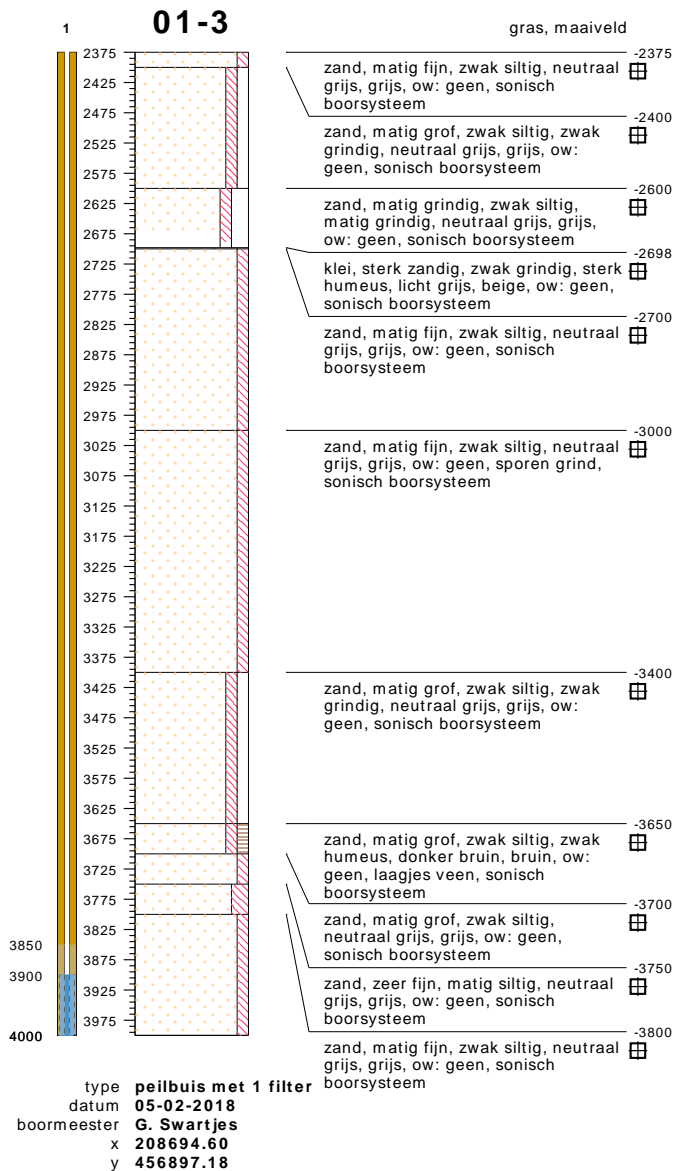 1
01-3
gras, maaiveld
2375
2425
2475
2525
2575
2625
2675
2725
2775
2825
2875
2925
2975
3025
3075
3125
3175
3225
3275
3325
3375
3425
3475
3525
3575
3625
3675
3725
3775
3825
3875
3925
3975
3850
3900
4000
-2375
zand, matig fijn, zwak siltig, neutraal
grijs, grijs, ow: geen, sonisch
boorsysteem
-2400
zand, matig grof, zwak siltig, zwak
grindig, neutraal grijs, grijs, ow:
geen, sonisch boorsysteem
-2600
zand, matig grindig, zwak siltig,
matig grindig, neutraal grijs, grijs,
ow: geen, sonisch boorsysteem
-2698
klei, sterk zandig, zwak grindig, sterk
humeus, licht grijs, beige, ow: geen,
sonisch boorsysteem
-2700
zand, matig fijn, zwak siltig, neutraal
grijs, grijs, ow: geen, sonisch
boorsysteem
-3000
zand, matig fijn, zwak siltig, neutraal
grijs, grijs, ow: geen, sporen grind,
sonisch boorsysteem
-3400
zand, matig grof, zwak siltig, zwak
grindig, neutraal grijs, grijs, ow:
geen, sonisch boorsysteem
-3650
zand, matig grof, zwak siltig, zwak
humeus, donker bruin, bruin, ow:
geen, laagjes veen, sonisch
boorsysteem
-3700
zand, matig grof, zwak siltig,
neutraal grijs, grijs, ow: geen,
sonisch boorsysteem
-3750
zand, zeer fijn, matig siltig, neutraal
grijs, grijs, ow: geen, sonisch
boorsysteem
-3800
zand, matig fijn, zwak siltig, neutraal
grijs, grijs, ow: geen, sonisch
boorsysteem
type peilbuis met 1 filter
datum 05-02-2018
boormeester G. Swartjes
x 208694.60
y 456897.18